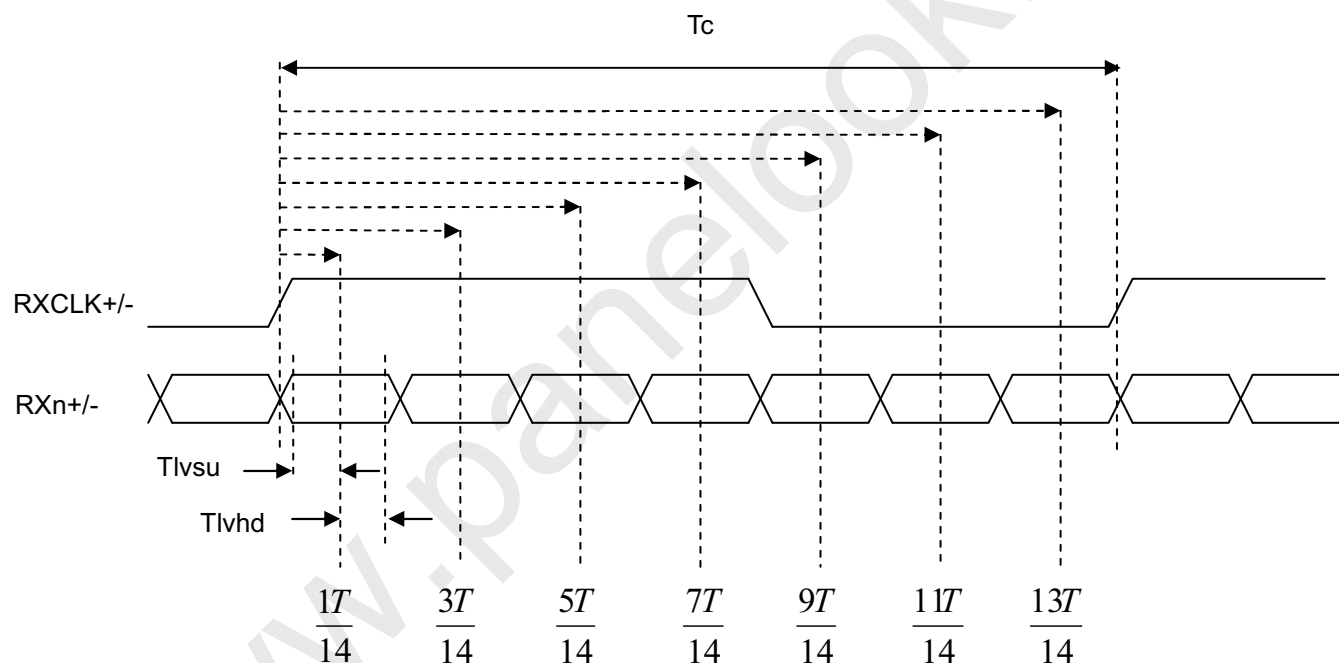 Tc
RXCLK+/-
RXn+/-
Tlvsu
Tlvhd
1T/14 3T/14 5T/14 7T/14 9T/14 11T/14 13T/14
w.panelook.